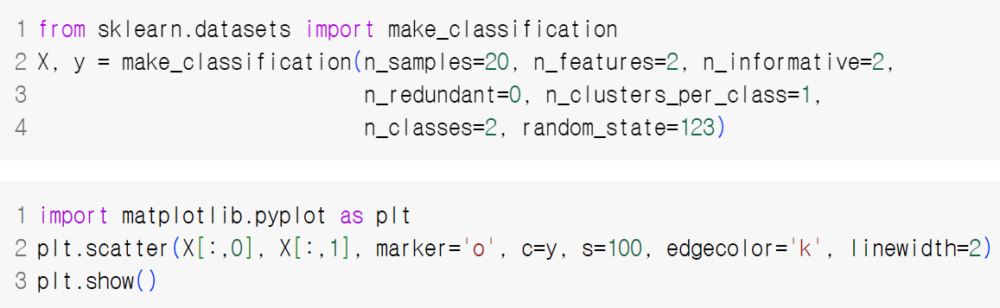 1 from sklearn.datasets import make_classification
2 X, y = make_classification(n_samples=20, n_features=2, n_informative=2,
3                            n_redundant=0, n_clusters_per_class=1,
4                            n_classes=2, random_state=123)
1 import matplotlib.pyplot as plt
2 plt.scatter(X[:,0], X[:,1], marker='o', c=y, s=100, edgecolor='k', linewidth=2)
3 plt.show()